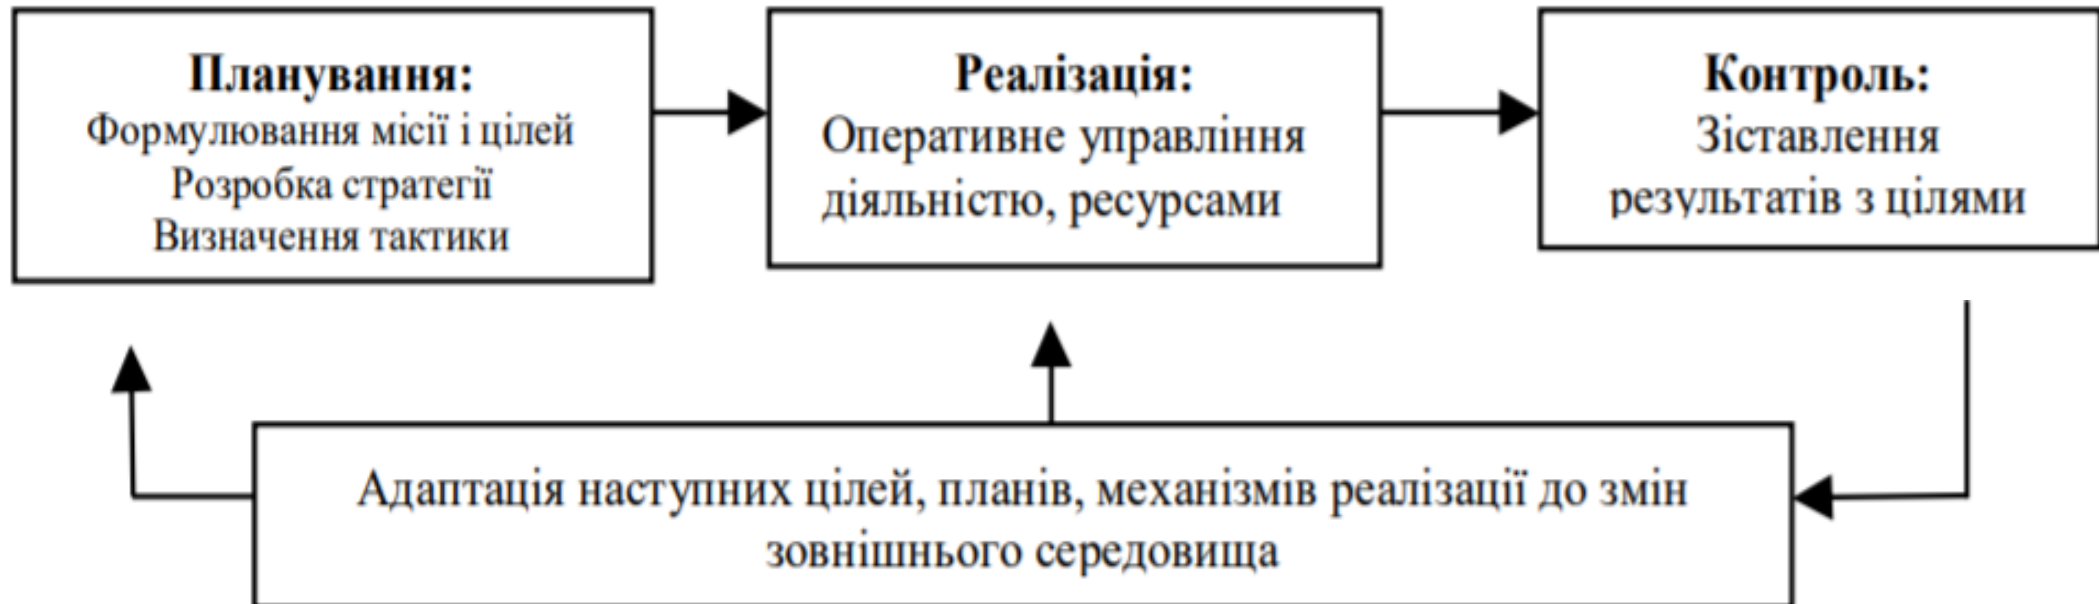 Планування:
Формулювання місії і цілей
Розробка стратегії
Визначення тактики
Реалізація:
Оперативне управління
діяльністю, ресурсами
Контроль:
Зіставлення
результатів з цілями
Адаптація наступних цілей, планів, механізмів реалізації до змін
зовнішнього середовища